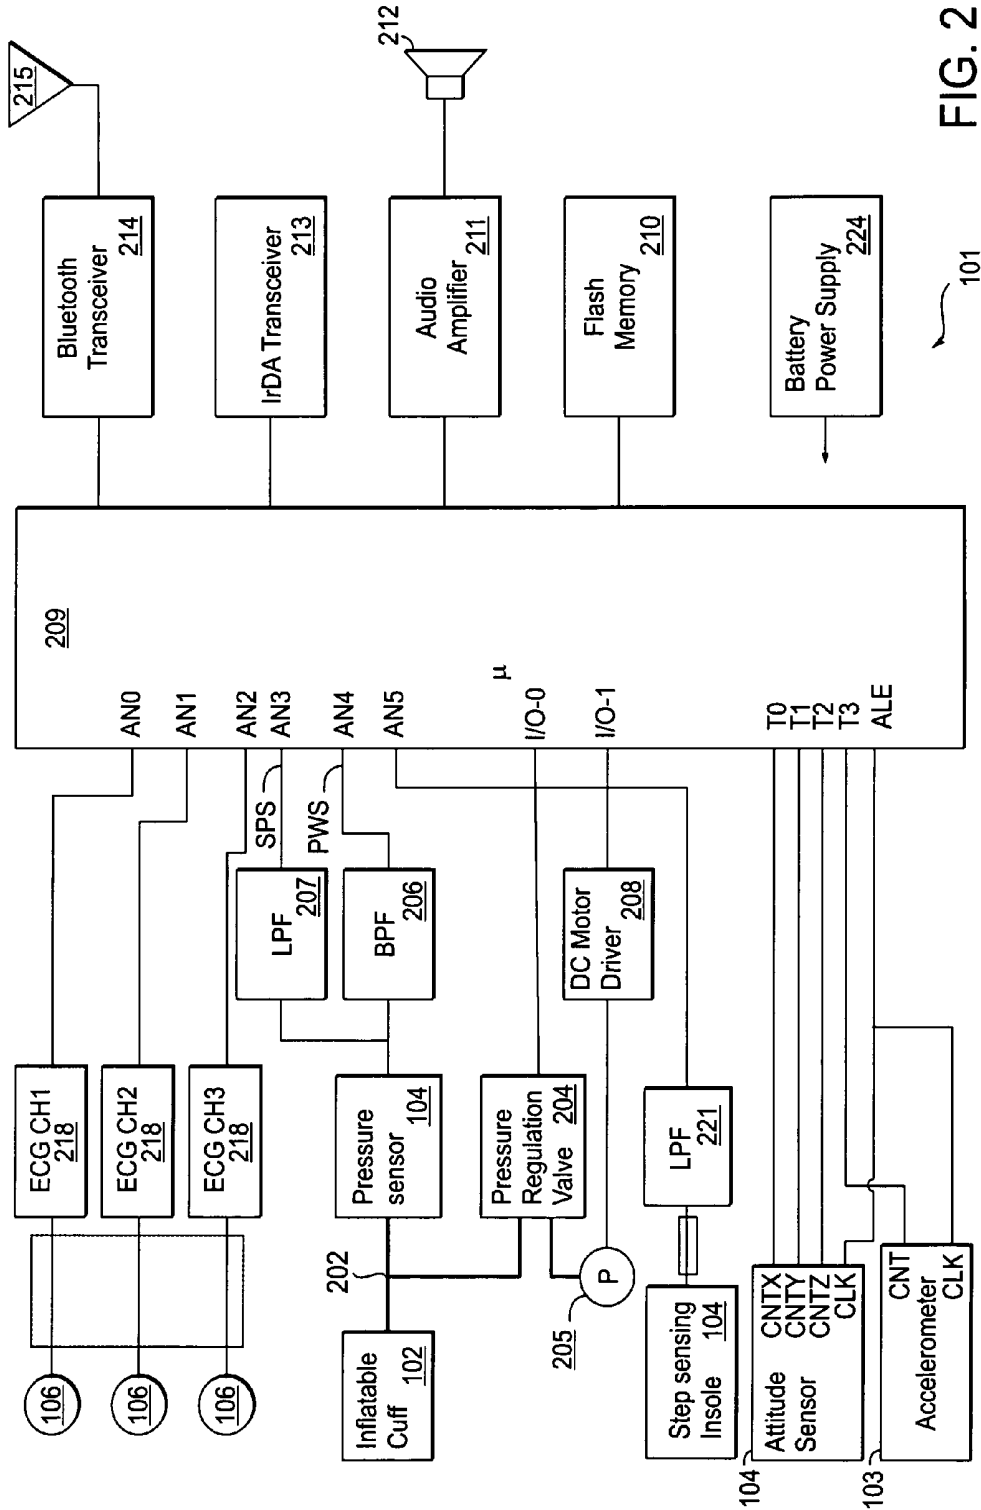 106
106
106
ECG CH1
218
ECG CH2
218
ECG CH3
218
Inflatable
Cuff 102
202
Pressure
sensor 104
LPF
207
BPF
206
SPS
PWS
Pressure
Regulation
Valve 204
205
P
DC Motor
Driver 208
Step sensing
Insole 104
LPF
221
104
Attitude
Sensor
CNTX
CNTY
CNTZ
CLK
103
Accelerometer
CNT
CLK
209
AN0
AN1
AN2
AN3
AN4
AN5
µ
I/O-0
I/O-1
T0
T1
T2
T3
ALE
Bluetooth
Transceiver
214
215
IrDA Transceiver
213
Audio
Amplifier
211
212
Flash
Memory
210
Battery
Power Supply
224
101
FIG. 2